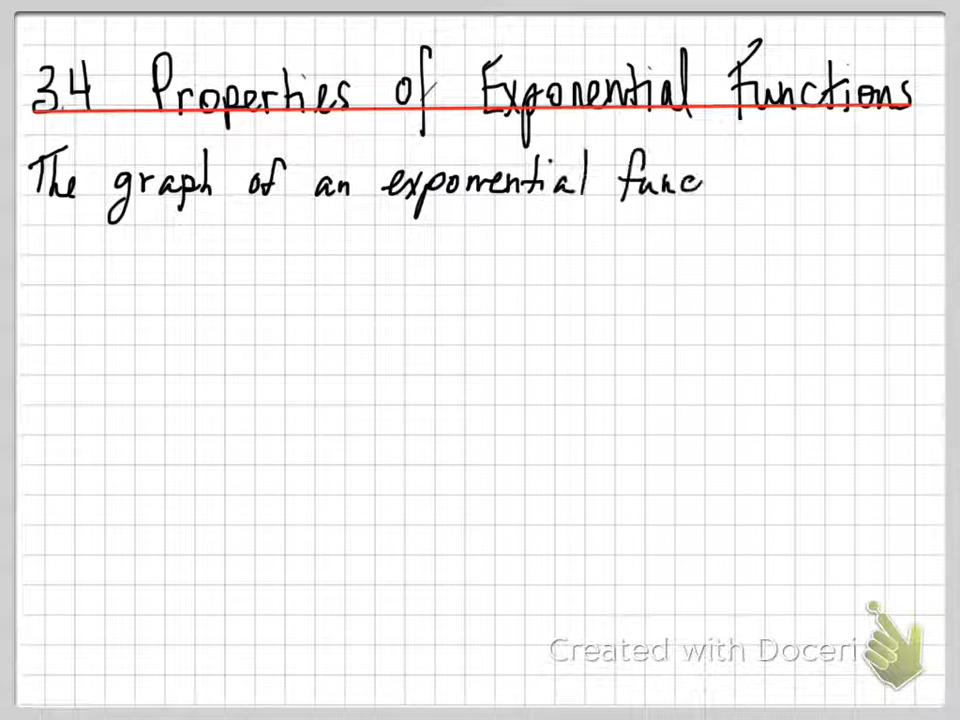 3.4 Properties of Exponential Functions
The graph of an exponential func
Created with Doceri